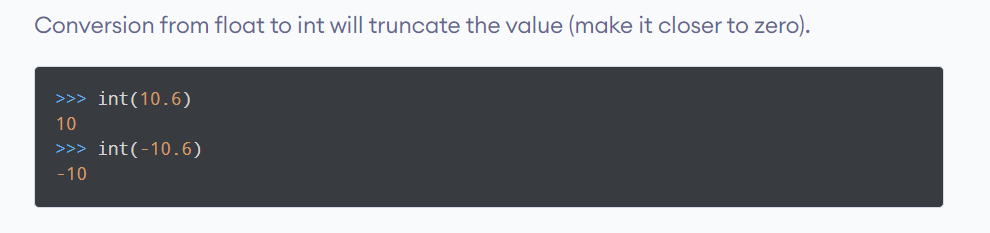 Conversion from float to int will truncate the value (make it closer to zero).
>>> int(10.6)
10
>>> int(-10.6)
-10